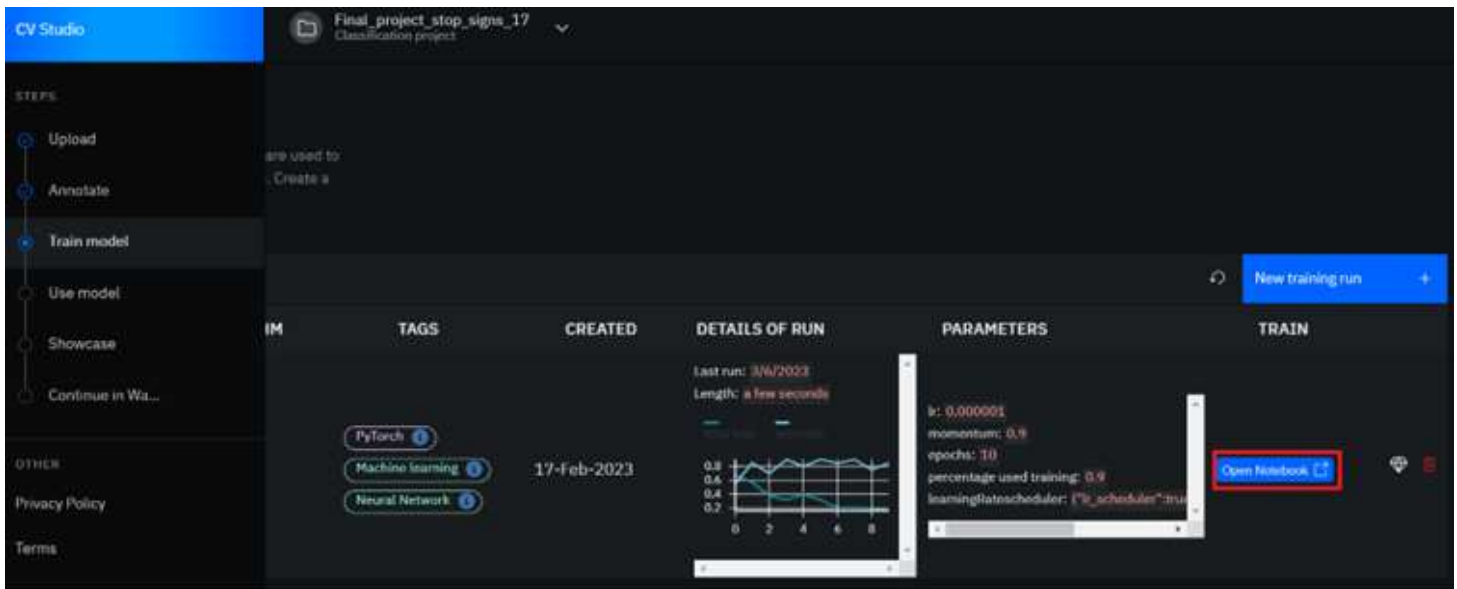 CV Studio
Final_project_stop_signs_17
Classification project
STEPS
Upload
are used to
. Create a
Annotate
Train model
Use model
New training run +
Showcase
IM TAGS CREATED DETAILS OF RUN PARAMETERS TRAIN
Continue in Wa...
Last run: 3/6/2023
Length: a few seconds
lr: 0.000001
momentum: 0.9
epochs: 10
percentage used training: 0.9
learningRatescheduler: {"lr_scheduler":true
PyTorch
Machine learning
Neural Network
17-Feb-2023
Open Notebook
0.8
0.6
0.4
0.2
0 2 4 6 8
OTHER
Privacy Policy
Terms